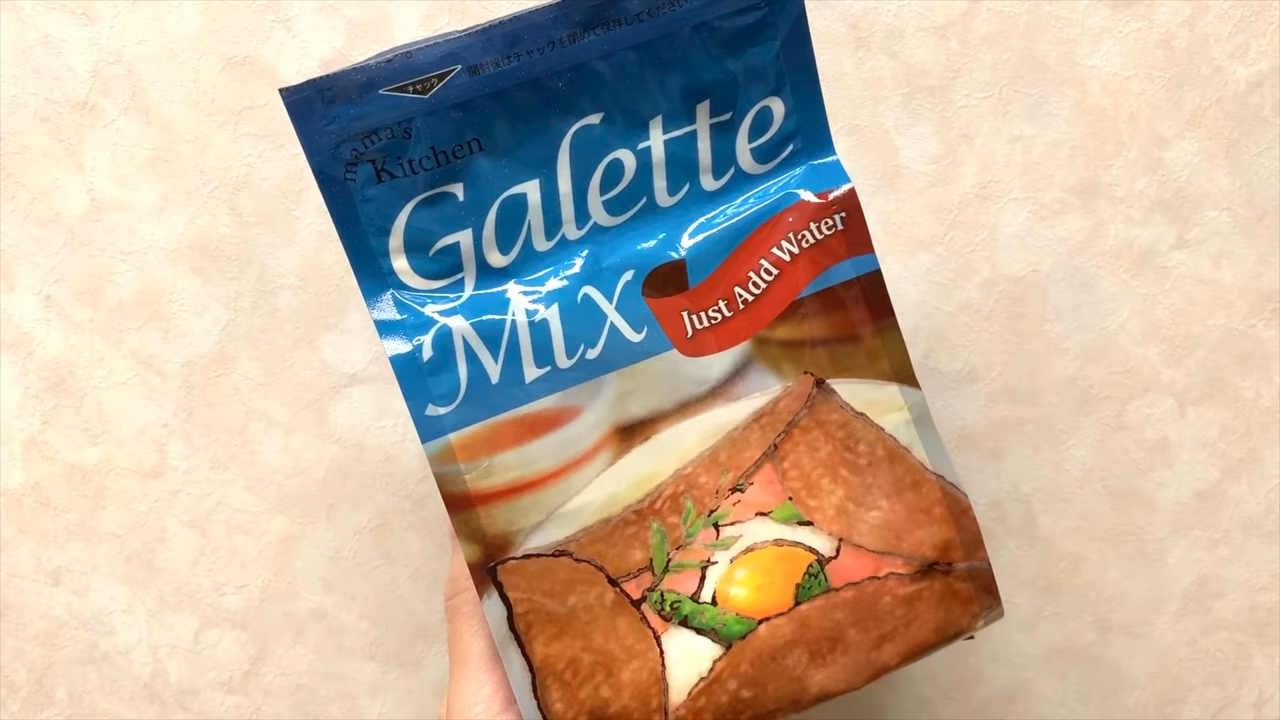 開封後はチャックを閉めて保存してください。
チャック
mama's
Kitchen
Galette
Mix
Just Add Water